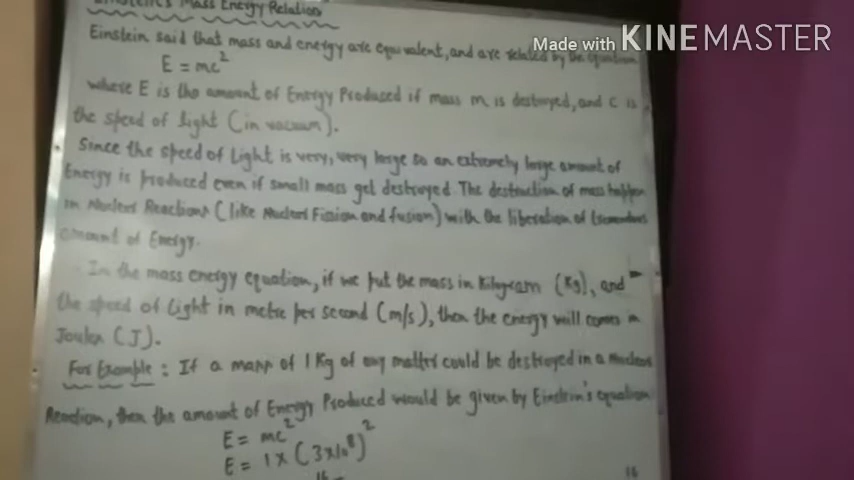 Einstein's Mass Energy Relation
Made with KINEMASTER
Einstein said that mass and energy are equivalent, and are related by the equation
E = mc²
where E is the amount of Energy Produced if mass m is destroyed, and c is
the speed of light (in vacuum).
Since the speed of Light is very, very large so an extremely large amount of
Energy is produced even if small mass get destroyed. The destruction of mass happen
in Nuclear Reactions (like Nuclear Fission and fusion) with the liberation of tremendous
amount of Energy.
In the mass energy equation, if we put the mass in Kilogram (Kg), and
the speed of light in metre per second (m/s), then the energy will comes in
Joules (J).
For Example : If a mass of 1 Kg of any matter could be destroyed in a Nuclear
Reaction, then the amount of Energy Produced would be given by Einstein's equation
E = mc²
E = 1 x (3x10⁸)²
16
16